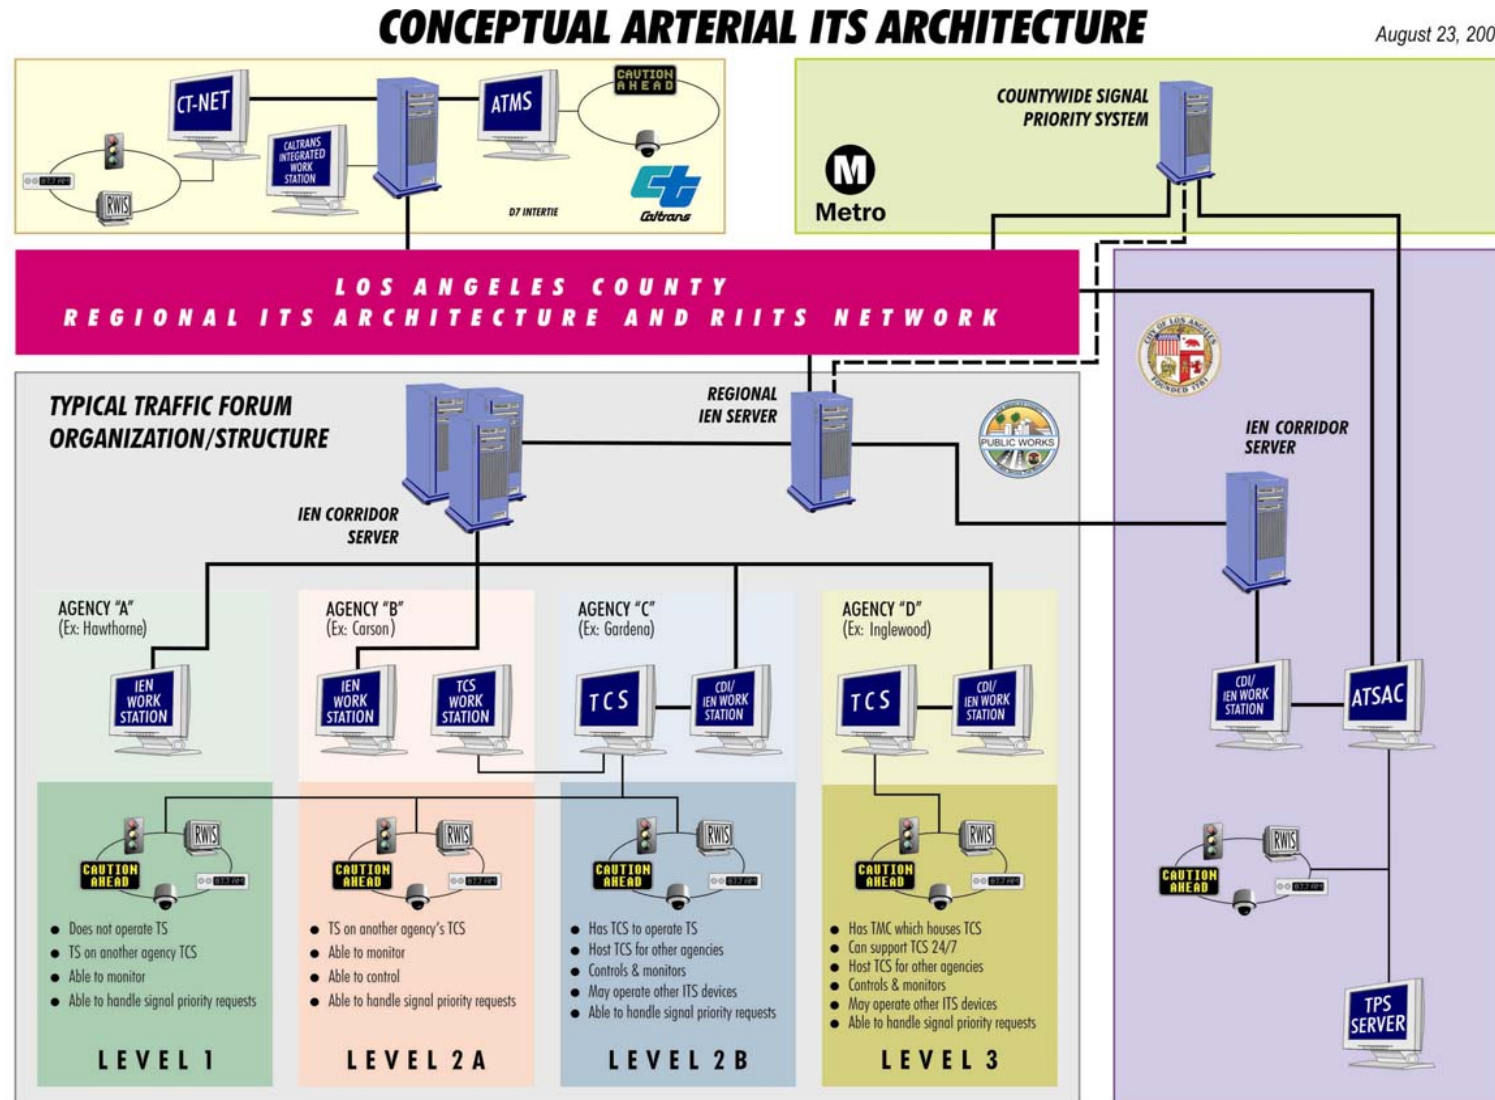 CONCEPTUAL ARTERIAL ITS ARCHITECTURE
August 23, 200
CT-NET
ATMS
CAUTION
AHEAD
CALTRANS
INTEGRATED
WORK
STATION
RWIS
D7 INTERTIE
Caltrans
COUNTYWIDE SIGNAL
PRIORITY SYSTEM
M
Metro
LOS ANGELES COUNTY
REGIONAL ITS ARCHITECTURE AND RIITS NETWORK
CITY OF LOS ANGELES
FOUNDED 1781
TYPICAL TRAFFIC FORUM
ORGANIZATION/STRUCTURE
REGIONAL
IEN SERVER
PUBLIC WORKS
IEN CORRIDOR
SERVER
IEN CORRIDOR
SERVER
AGENCY "A"
(Ex: Hawthorne)
IEN
WORK
STATION
AGENCY "B"
(Ex: Carson)
IEN
WORK
STATION
TCS
WORK
STATION
AGENCY "C"
(Ex: Gardena)
TCS
CDI/
IEN WORK
STATION
AGENCY "D"
(Ex: Inglewood)
TCS
CDI/
IEN WORK
STATION
CDI/
IEN WORK
STATION
ATSAC
RWIS
CAUTION
AHEAD
• Does not operate TS
• TS on another agency TCS
• Able to monitor
• Able to handle signal priority requests
LEVEL 1
RWIS
CAUTION
AHEAD
• TS on another agency's TCS
• Able to monitor
• Able to control
• Able to handle signal priority requests
LEVEL 2A
RWIS
CAUTION
AHEAD
• Has TCS to operate TS
• Host TCS for other agencies
• Controls & monitors
• May operate other ITS devices
• Able to handle signal priority requests
LEVEL 2B
RWIS
CAUTION
AHEAD
• Has TMC which houses TCS
• Can support TCS 24/7
• Host TCS for other agencies
• Controls & monitors
• May operate other ITS devices
• Able to handle signal priority requests
LEVEL 3
RWIS
CAUTION
AHEAD
TPS
SERVER